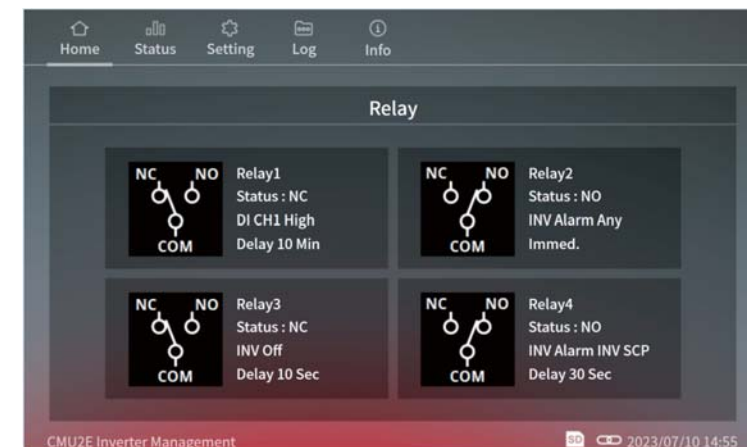 Home Status Setting Log Info
Relay
NC NO
COM
Relay1
Status : NC
DI CH1 High
Delay 10 Min
NC NO
COM
Relay2
Status : NO
INV Alarm Any
Immed.
NC NO
COM
Relay3
Status : NC
INV Off
Delay 10 Sec
NC NO
COM
Relay4
Status : NO
INV Alarm INV SCP
Delay 30 Sec
CMU2E Inverter Management SD 2023/07/10 14:55